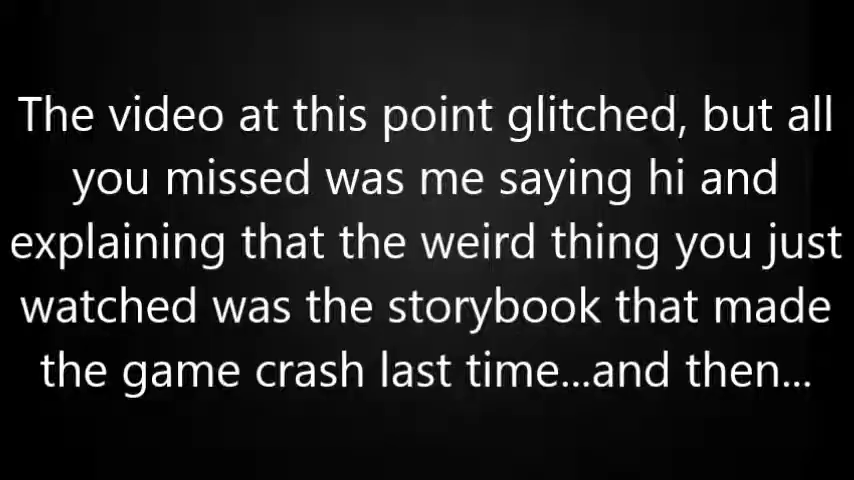 The video at this point glitched, but all
you missed was me saying hi and
explaining that the weird thing you just
watched was the storybook that made
the game crash last time...and then...